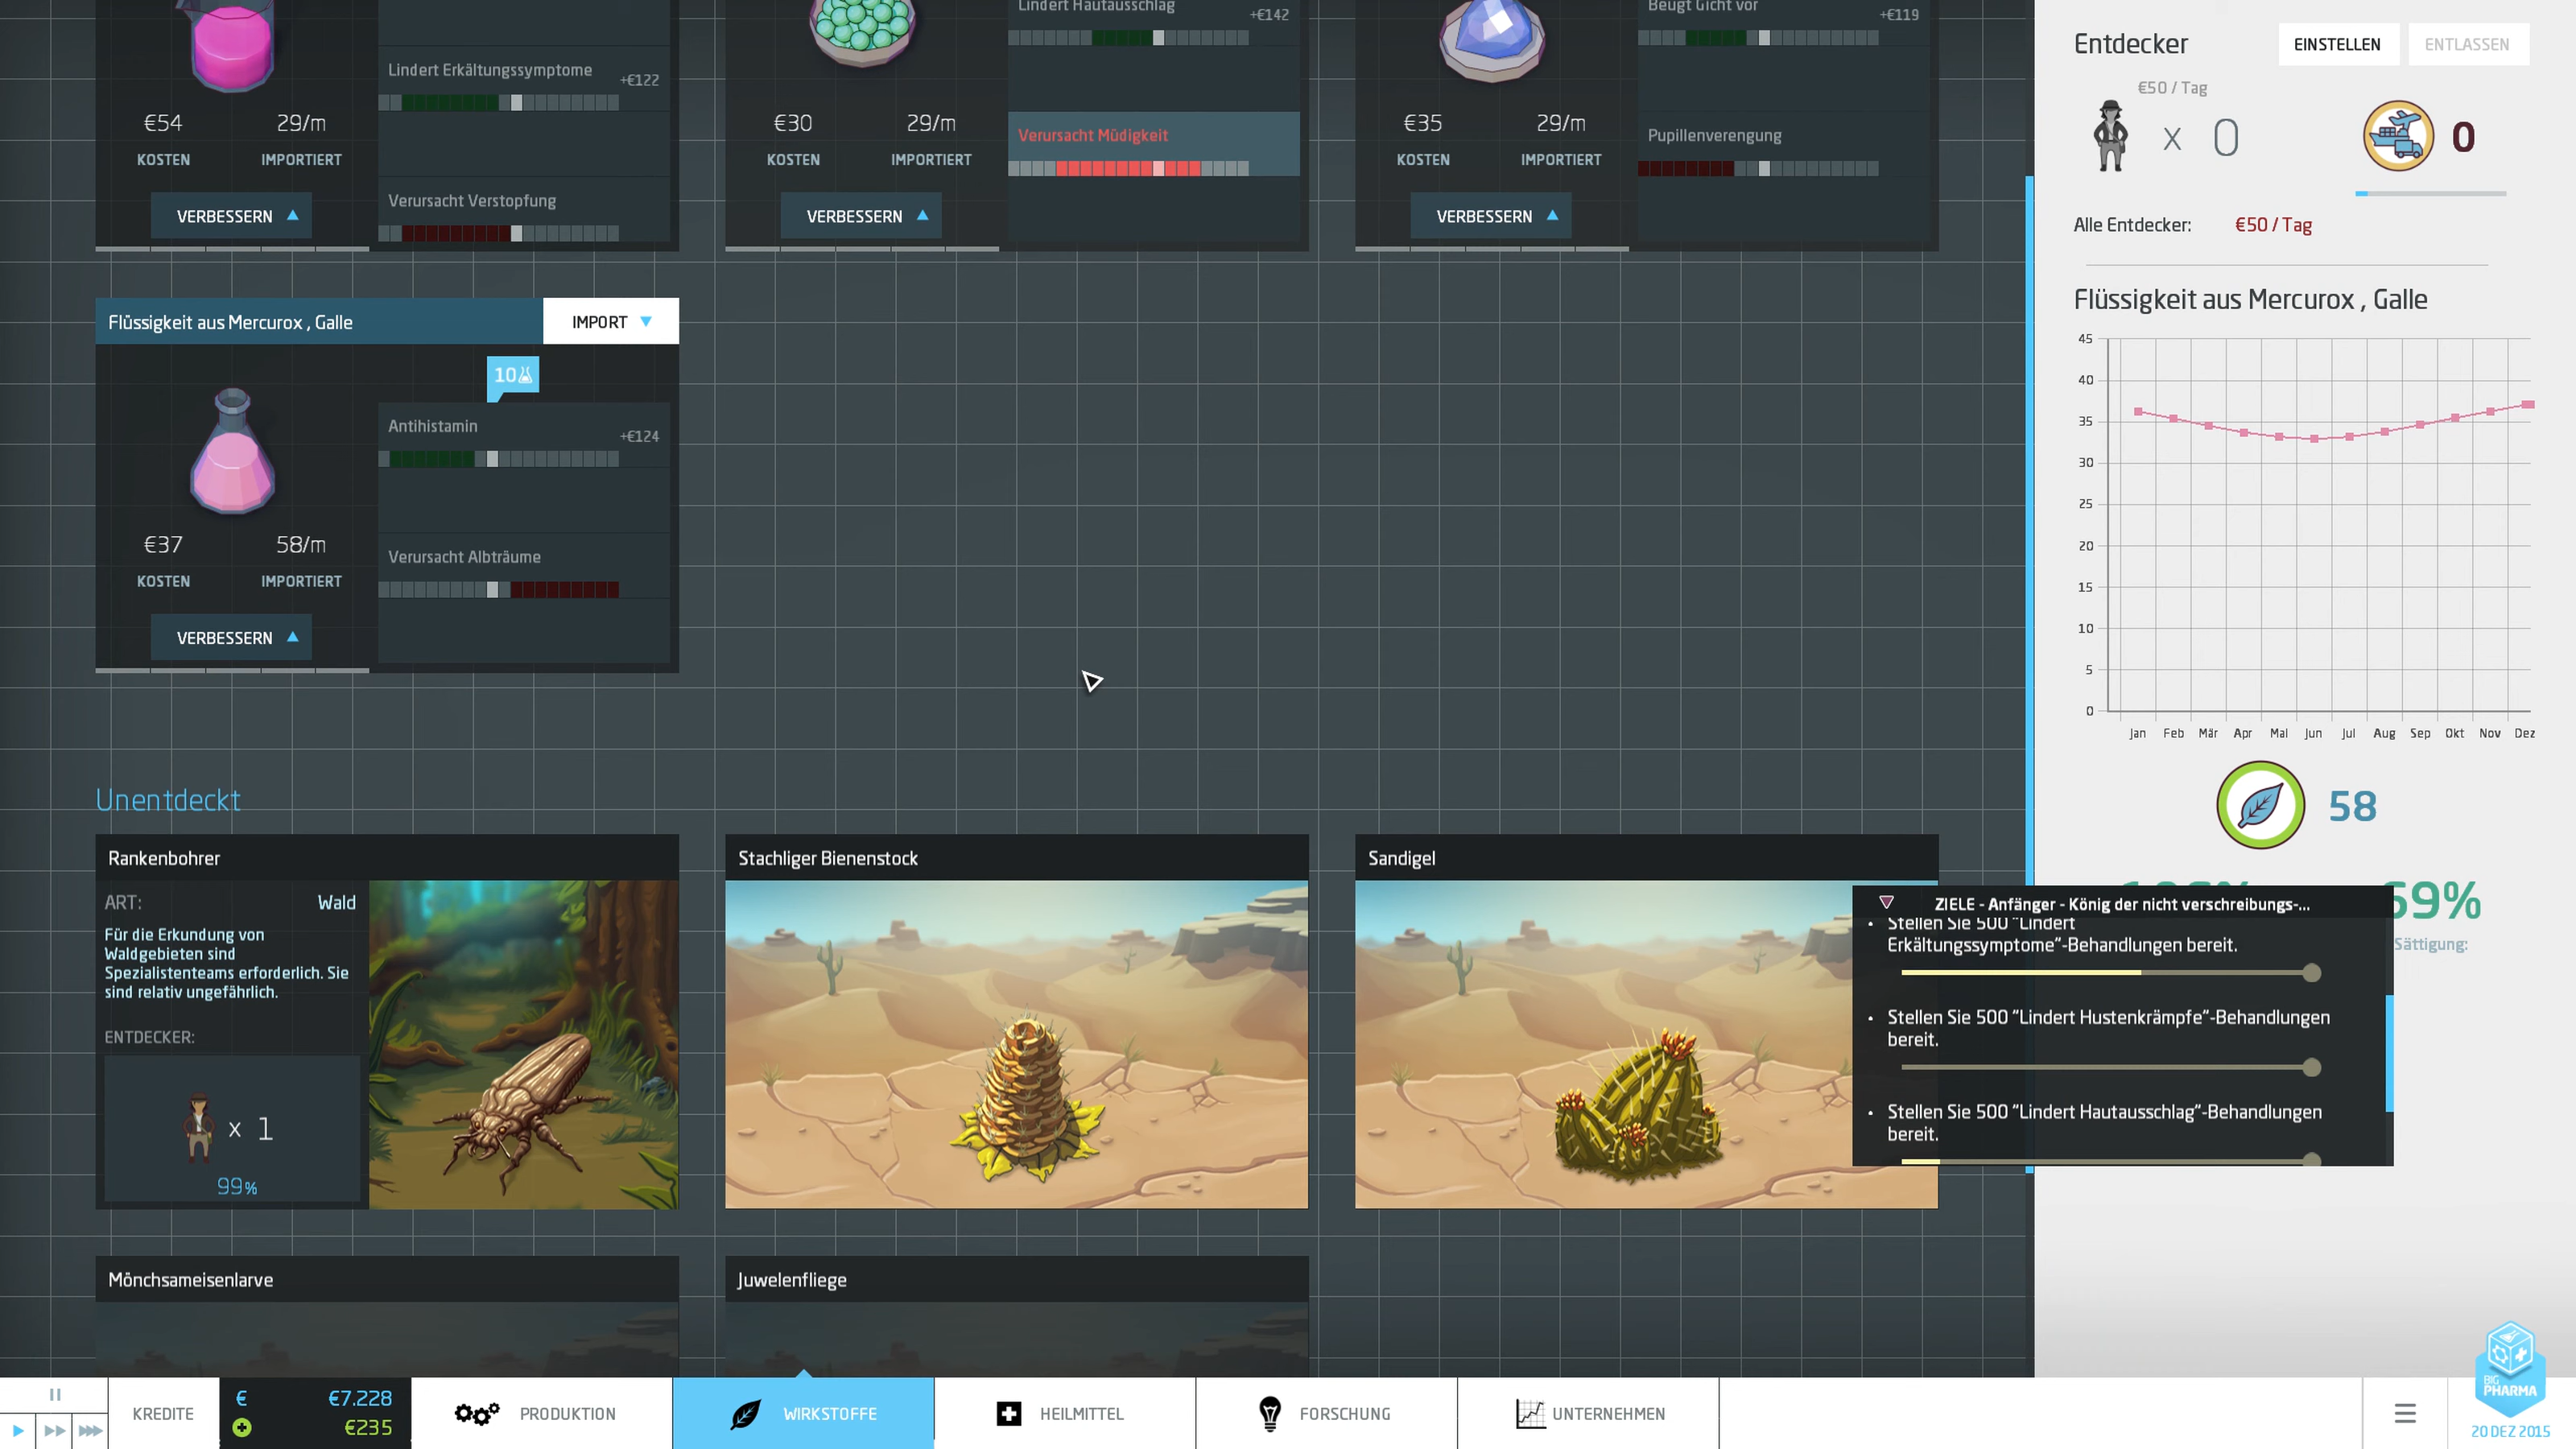 Lindert Erkältungssymptome
+€122
€54
29/m
KOSTEN
IMPORTIERT
VERBESSERN
Verursacht Verstopfung
Lindert Hautausschlag
+€142
€30
29/m
KOSTEN
IMPORTIERT
VERBESSERN
Verursacht Müdigkeit
Beugt Gicht vor
+€119
€35
29/m
KOSTEN
IMPORTIERT
VERBESSERN
Pupillenverengung
Flüssigkeit aus Mercurox , Galle
IMPORT
10
Antihistamin
+€124
€37
58/m
KOSTEN
IMPORTIERT
Verursacht Albträume
VERBESSERN
Unentdeckt
Rankenbohrer
ART:
Wald
Für die Erkundung von
Waldgebieten sind
Spezialistenteams erforderlich. Sie
sind relativ ungefährlich.
ENTDECKER:
x 1
99%
Stachliger Bienenstock
Sandigel
Mönchsameisenlarve
Juwelenfliege
Entdecker
EINSTELLEN
ENTLASSEN
€50 / Tag
x 0
0
Alle Entdecker:
€50 / Tag
Flüssigkeit aus Mercurox , Galle
45
40
35
30
25
20
15
10
5
0
Jan Feb Mär Apr Mai Jun Jul Aug Sep Okt Nov Dez
58
69%
Sättigung:
ZIELE - Anfänger - König der nicht verschreibungs-...
Stellen Sie 500 "Lindert
Erkältungssymptome"-Behandlungen bereit.
Stellen Sie 500 "Lindert Hustenkrämpfe"-Behandlungen
bereit.
Stellen Sie 500 "Lindert Hautausschlag"-Behandlungen
bereit.
KREDITE
€
€7.228
€235
PRODUKTION
WIRKSTOFFE
HEILMITTEL
FORSCHUNG
UNTERNEHMEN
BIG
PHARMA
20 DEZ 2015